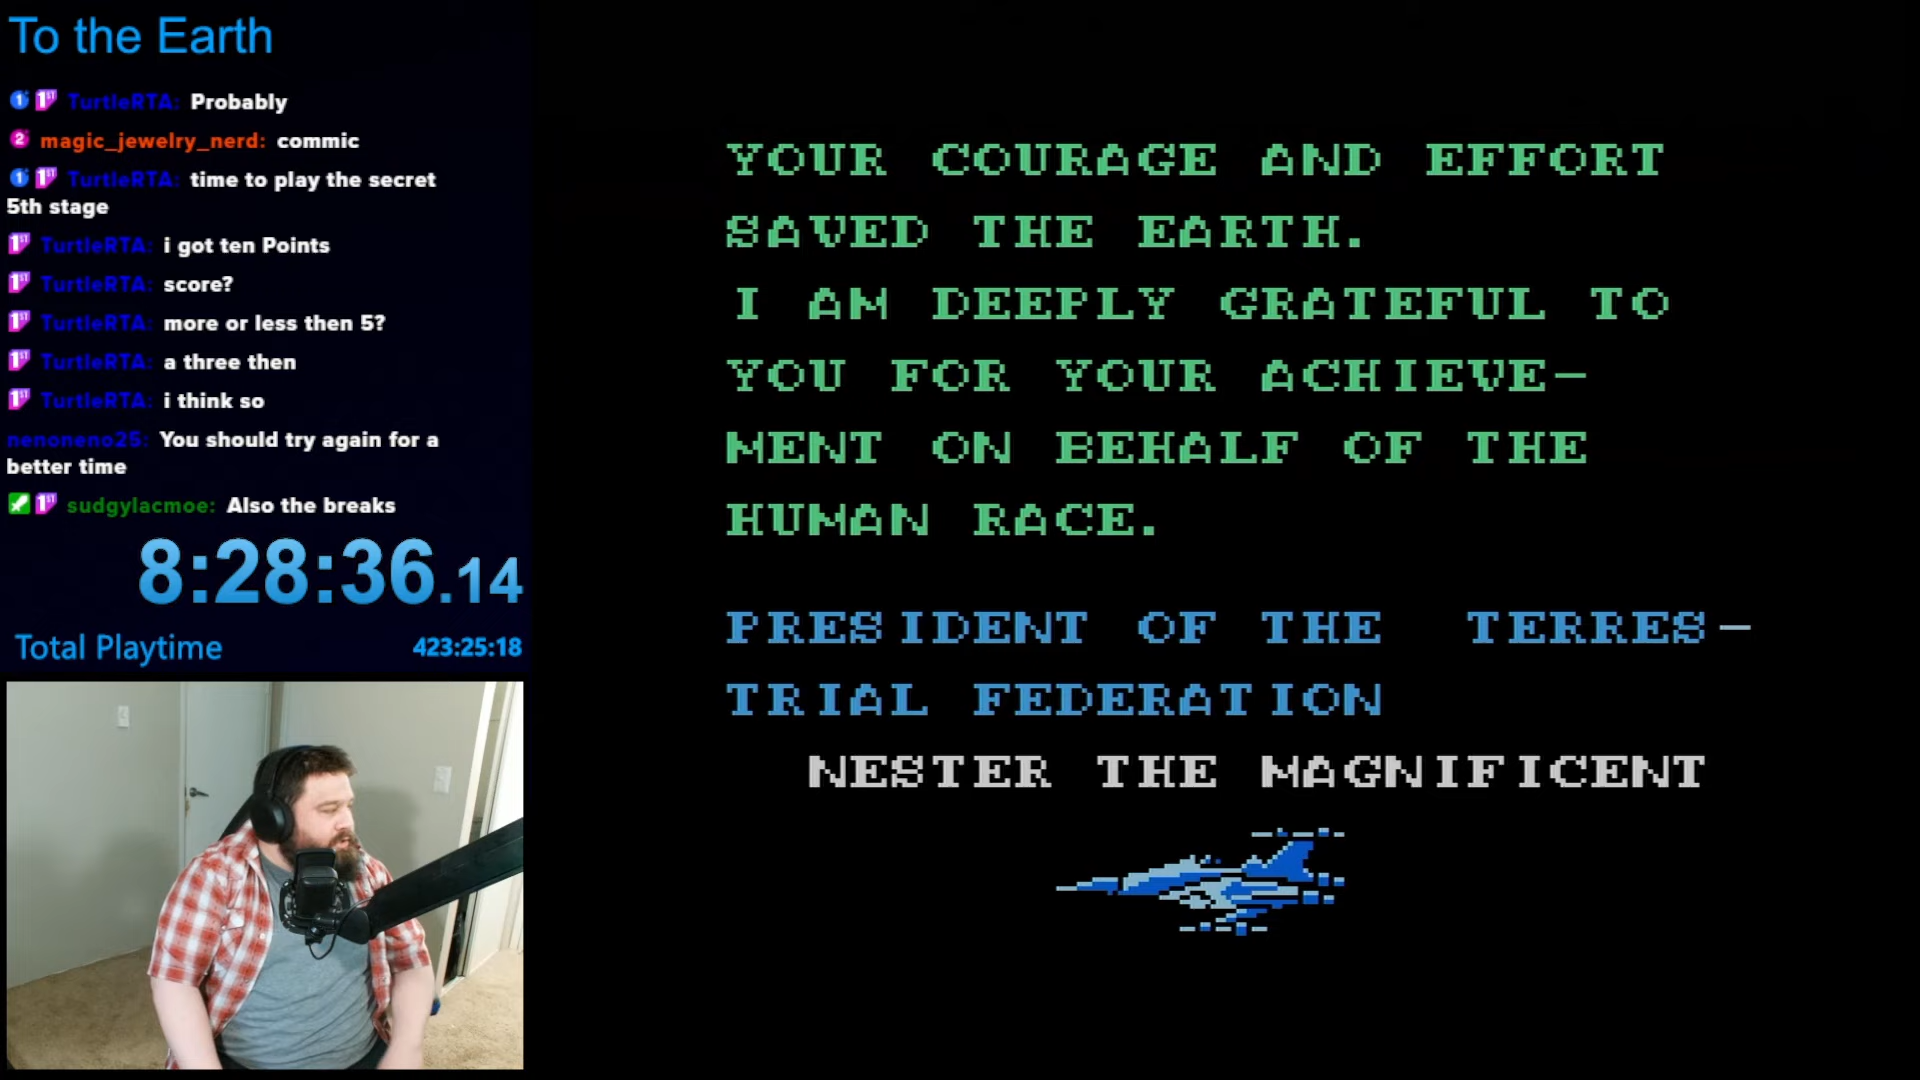 To the Earth
TurtleRTA: Probably
magic_jewelry_nerd: commic
TurtleRTA: time to play the secret
5th stage
TurtleRTA: i got ten Points
TurtleRTA: score?
TurtleRTA: more or less then 5?
TurtleRTA: a three then
TurtleRTA: i think so
nenoneno25: You should try again for a
better time
sudgylacmoe: Also the breaks
8:28:36.14
Total Playtime 423:25:18
YOUR COURAGE AND EFFORT
SAVED THE EARTH.
I AM DEEPLY GRATEFUL TO
YOU FOR YOUR ACHIEVE-
MENT ON BEHALF OF THE
HUMAN RACE.
PRESIDENT OF THE TERRES-
TRIAL FEDERATION
NESTER THE MAGNIFICENT